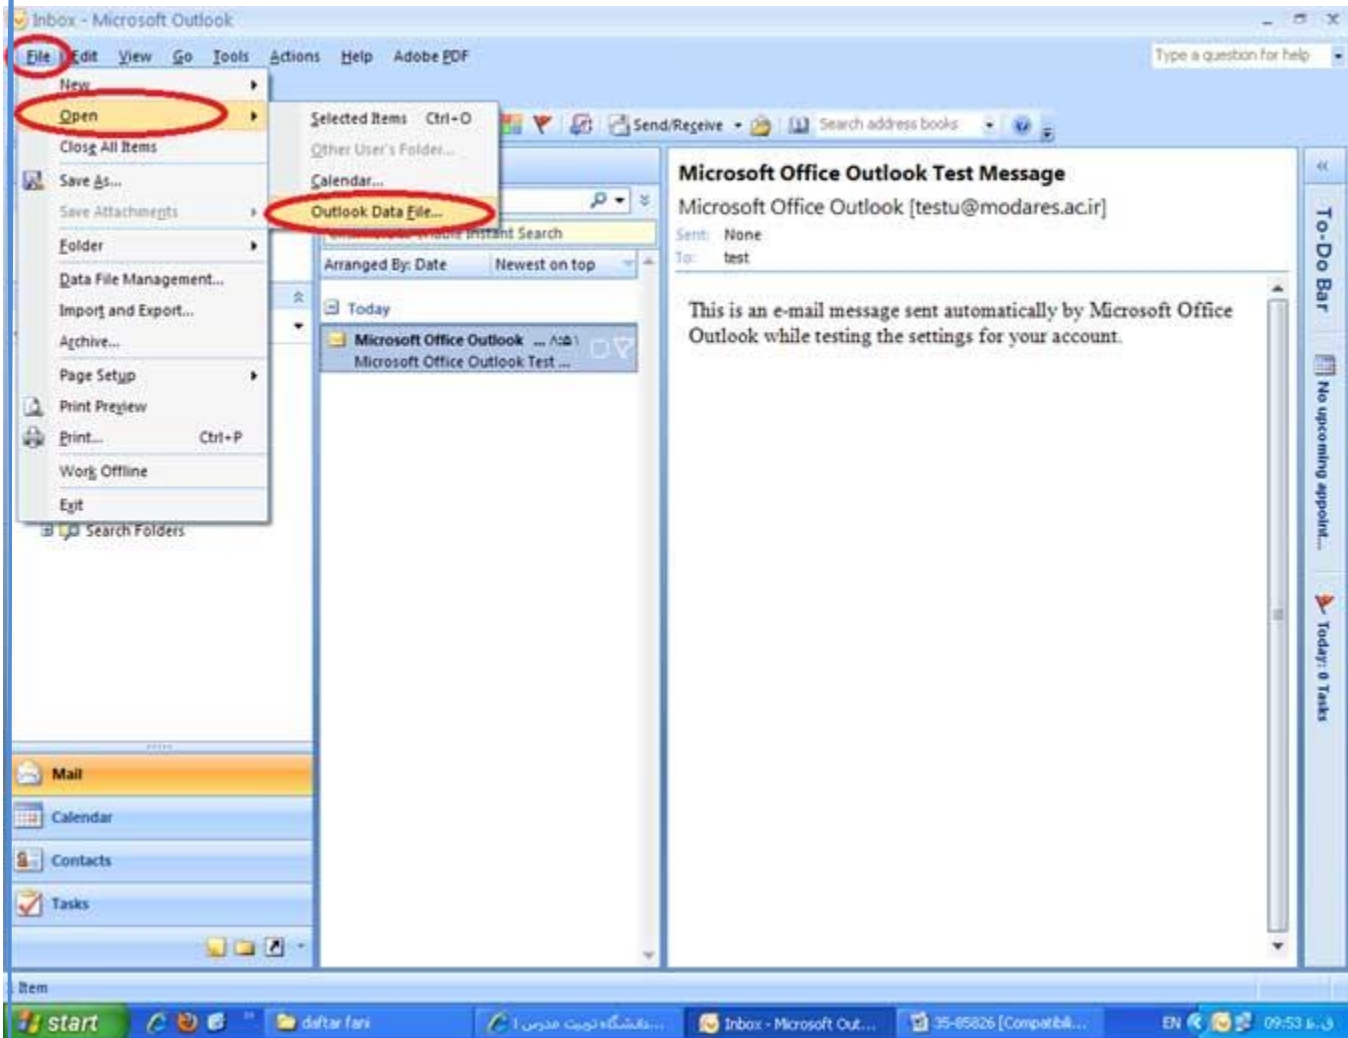 Inbox - Microsoft Outlook
File Edit View Go Tools Actions Help Adobe PDF
Type a question for help
New
Open
Close All Items
Save As...
Save Attachments
Folder
Data File Management...
Import and Export...
Archive...
Page Setup
Print Preview
Print... Ctrl+P
Work Offline
Exit
Search Folders
Selected Items Ctrl+O
Other User's Folder...
Calendar...
Outlook Data File...
Send/Receive
Search address books
Instant Search
Arranged By: Date Newest on top
Today
Microsoft Office Outlook ...
Microsoft Office Outlook Test ...
Microsoft Office Outlook Test Message
Microsoft Office Outlook [testu@modares.ac.ir]
Sent: None
To: test
This is an e-mail message sent automatically by Microsoft Office
Outlook while testing the settings for your account.
To-Do Bar
No upcoming appoint...
Today: 0 Tasks
Mail
Calendar
Contacts
Tasks
Item
start
daftar fani
دانشگاه تربیت مدرس
Inbox - Microsoft Out...
35-85826 [Compatibili...
EN
09:53 ق.ظ